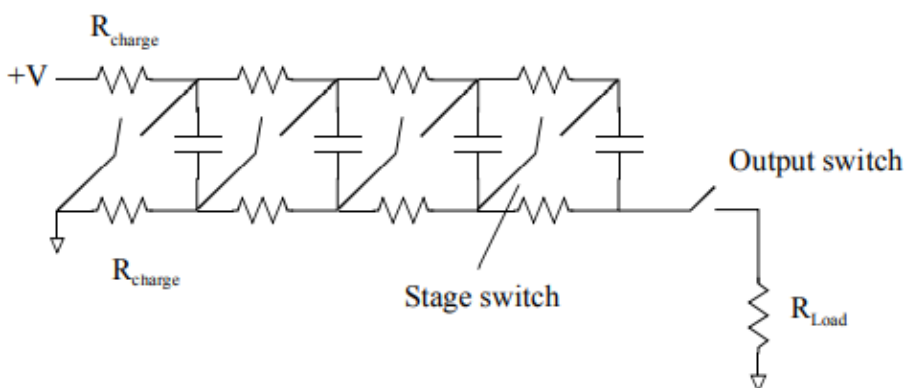 R_charge
+V
Output switch
R_charge
Stage switch
R_Load